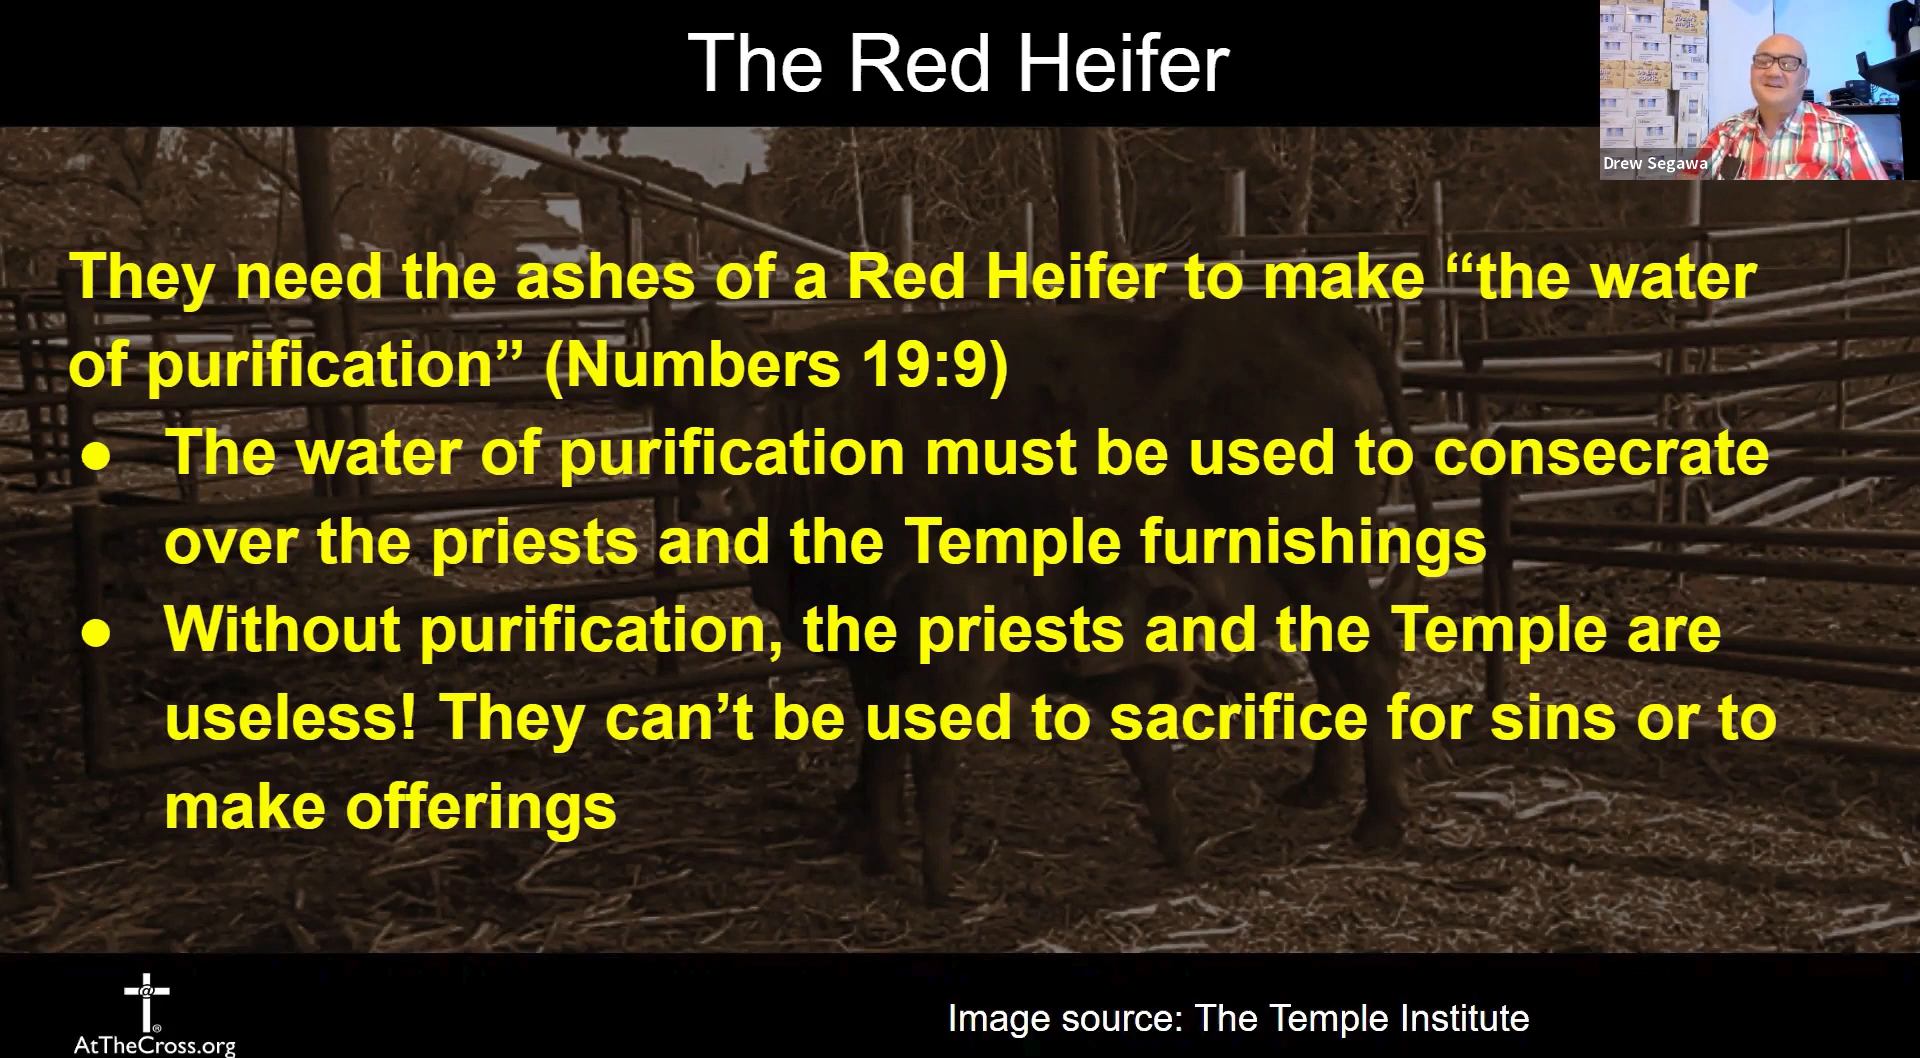 The Red Heifer
Drew Segawa
They need the ashes of a Red Heifer to make “the water
of purification” (Numbers 19:9)
● The water of purification must be used to consecrate
over the priests and the Temple furnishings
● Without purification, the priests and the Temple are
useless! They can’t be used to sacrifice for sins or to
make offerings
@
®
AtTheCross.org
Image source: The Temple Institute